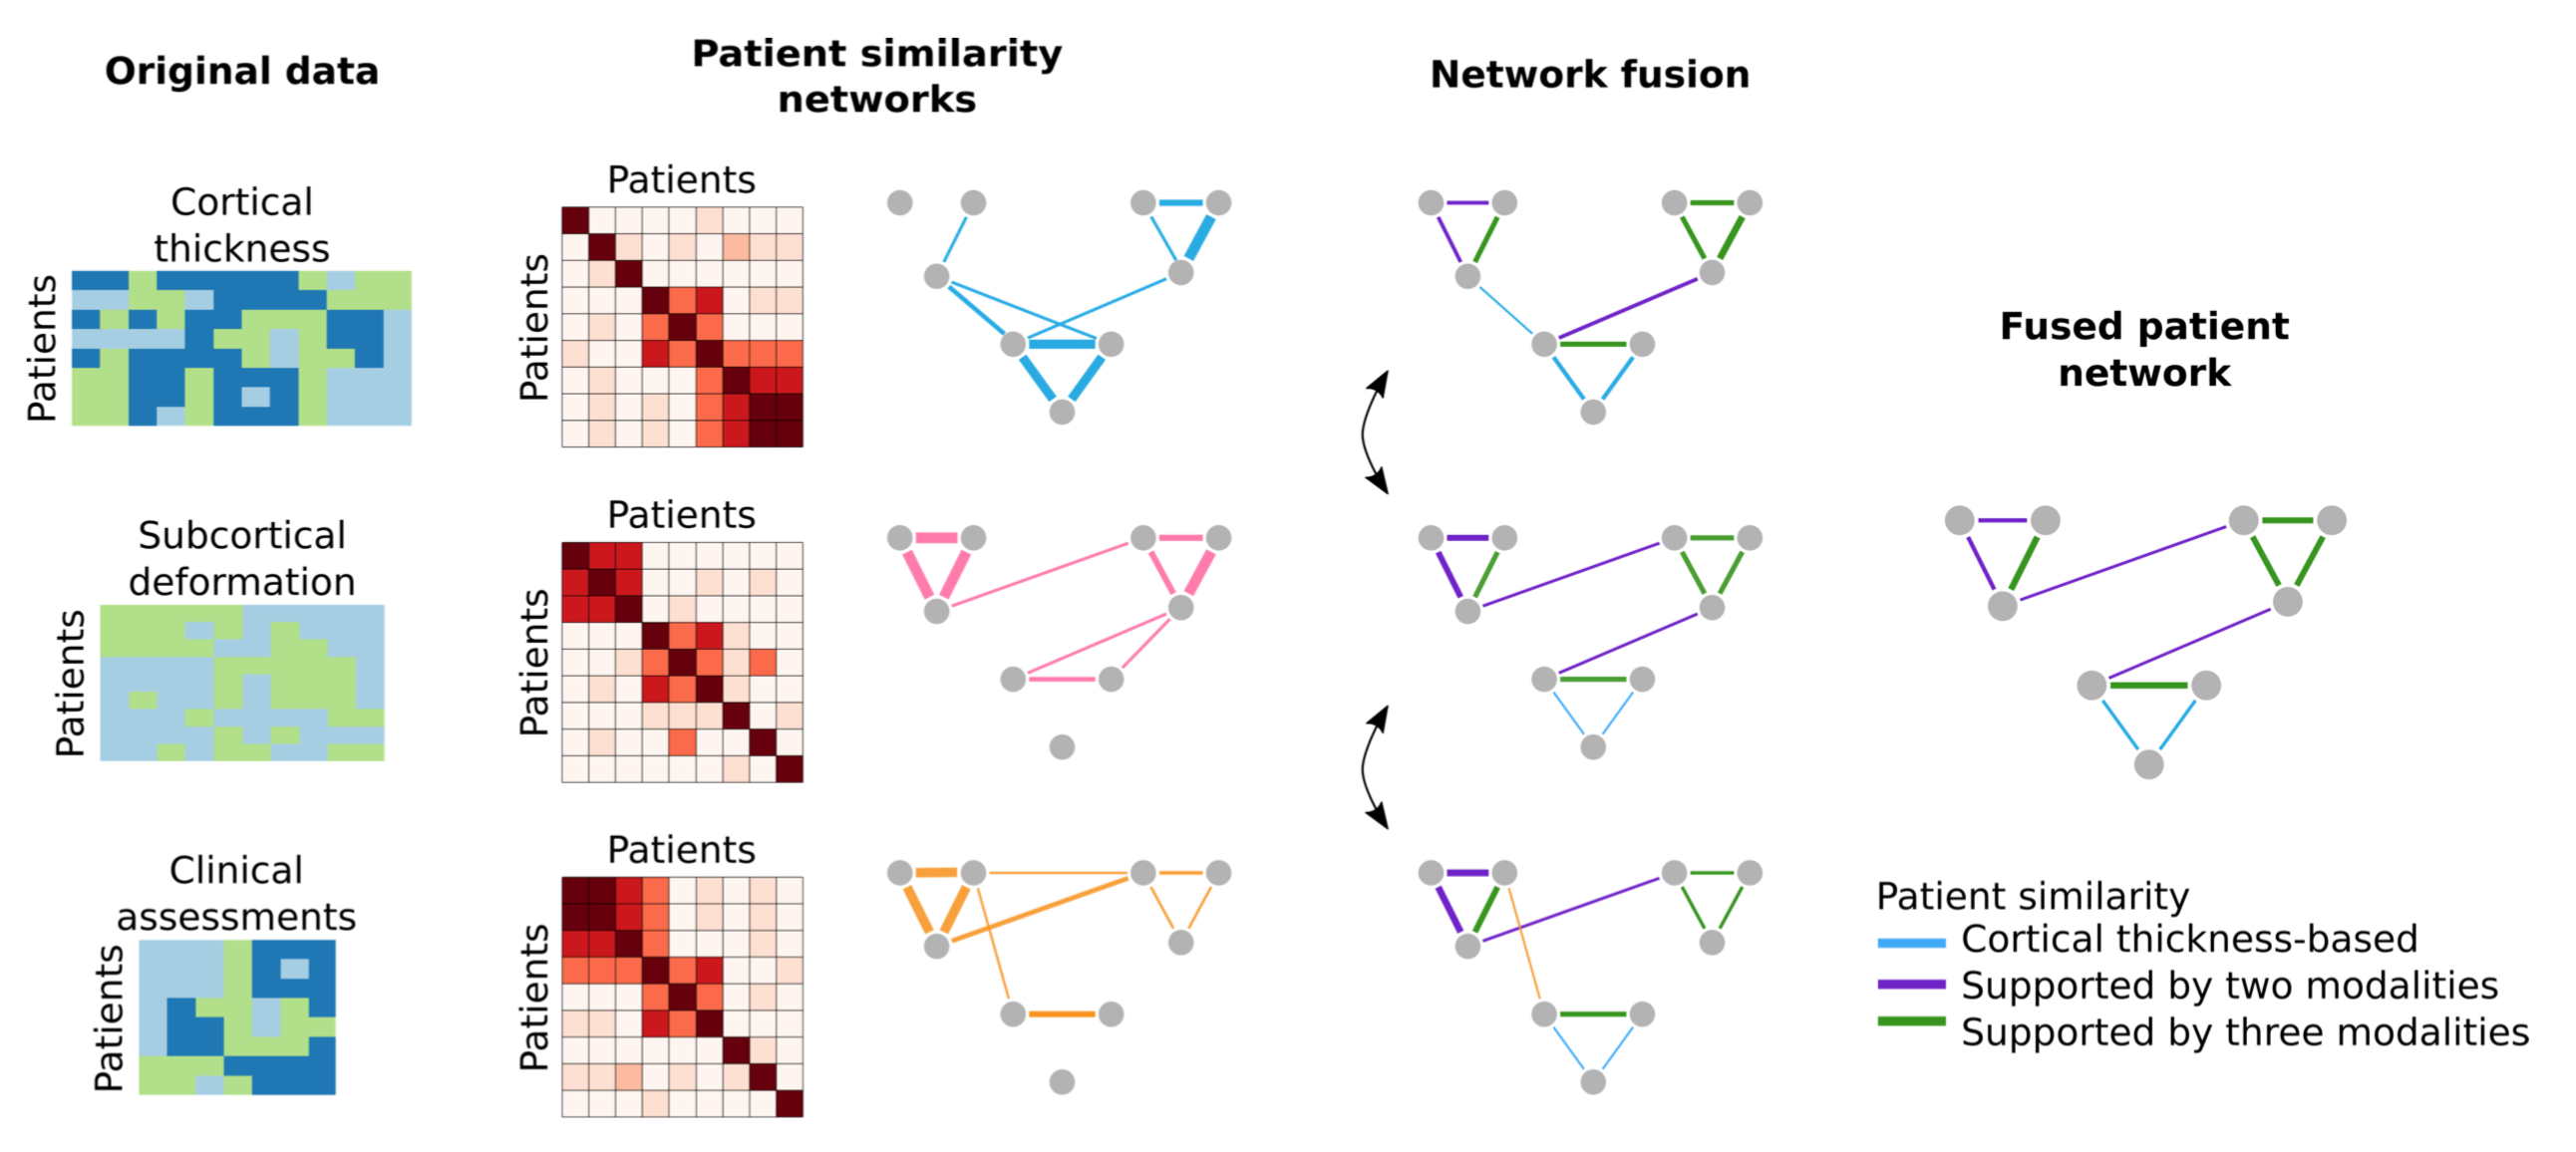 Original data
Patient similarity
networks
Network fusion
Fused patient
network
Cortical
thickness
Patients
Patients
Patients
Subcortical
deformation
Patients
Patients
Patients
Clinical
assessments
Patients
Patients
Patients
Patient similarity
Cortical thickness-based
Supported by two modalities
Supported by three modalities